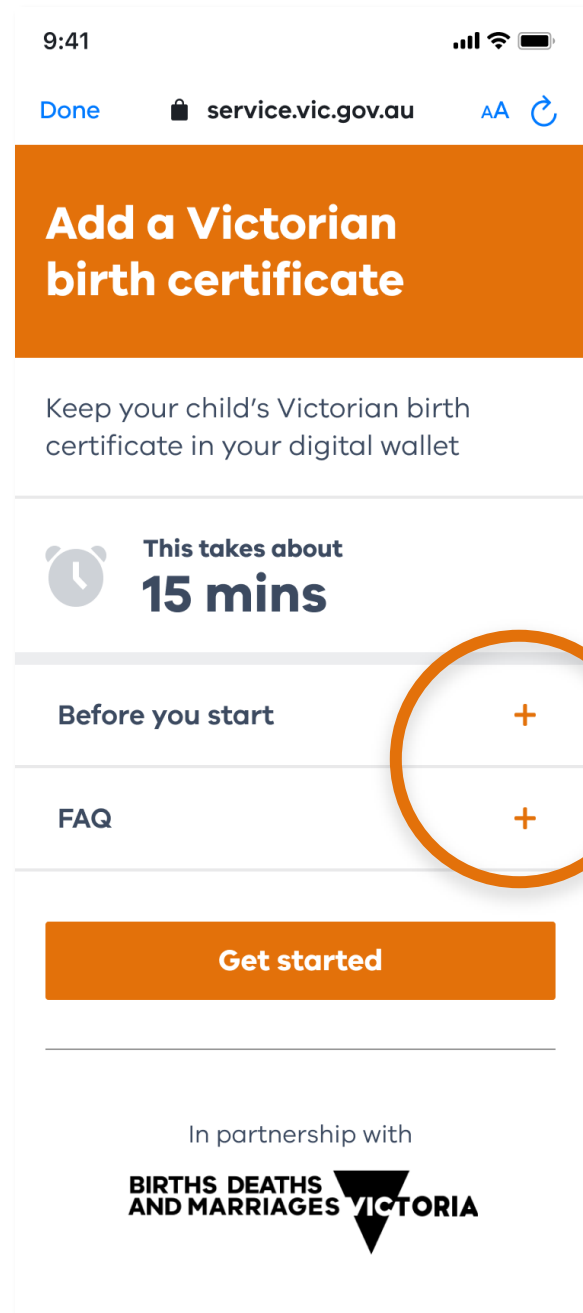 9:41
Done service.vic.gov.au AA
Add a Victorian
birth certificate
Keep your child's Victorian birth
certificate in your digital wallet
This takes about
15 mins
Before you start +
FAQ +
Get started
In partnership with
BIRTHS DEATHS
AND MARRIAGES VICTORIA